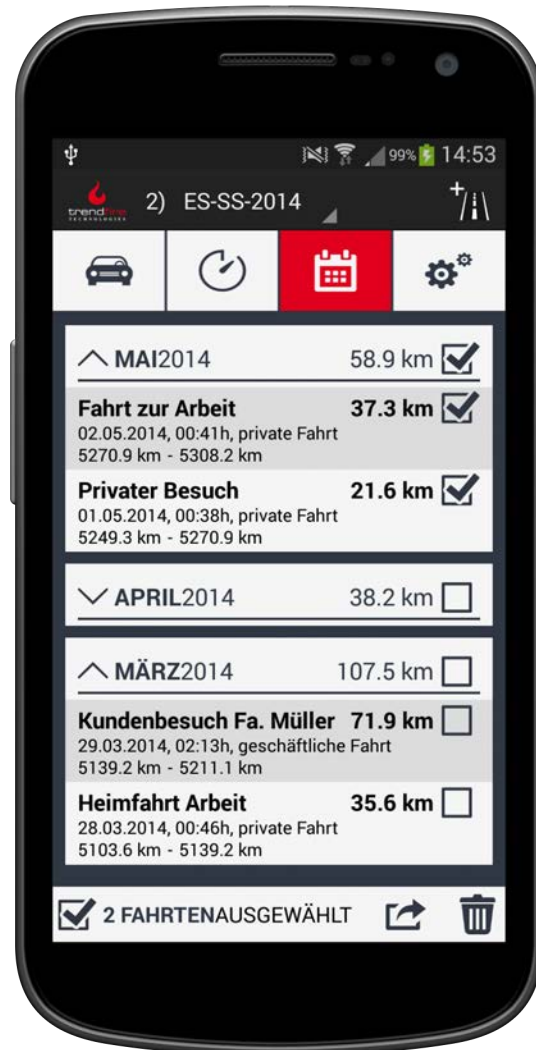 99% 14:53
trendfire
TECHNOLOGIES
2) ES-SS-2014
MAI2014 58.9 km
Fahrt zur Arbeit 37.3 km
02.05.2014, 00:41h, private Fahrt
5270.9 km - 5308.2 km
Privater Besuch 21.6 km
01.05.2014, 00:38h, private Fahrt
5249.3 km - 5270.9 km
APRIL2014 38.2 km
MÄRZ2014 107.5 km
Kundenbesuch Fa. Müller 71.9 km
29.03.2014, 02:13h, geschäftliche Fahrt
5139.2 km - 5211.1 km
Heimfahrt Arbeit 35.6 km
28.03.2014, 00:46h, private Fahrt
5103.6 km - 5139.2 km
2 FAHRTENAUSGEWÄHLT